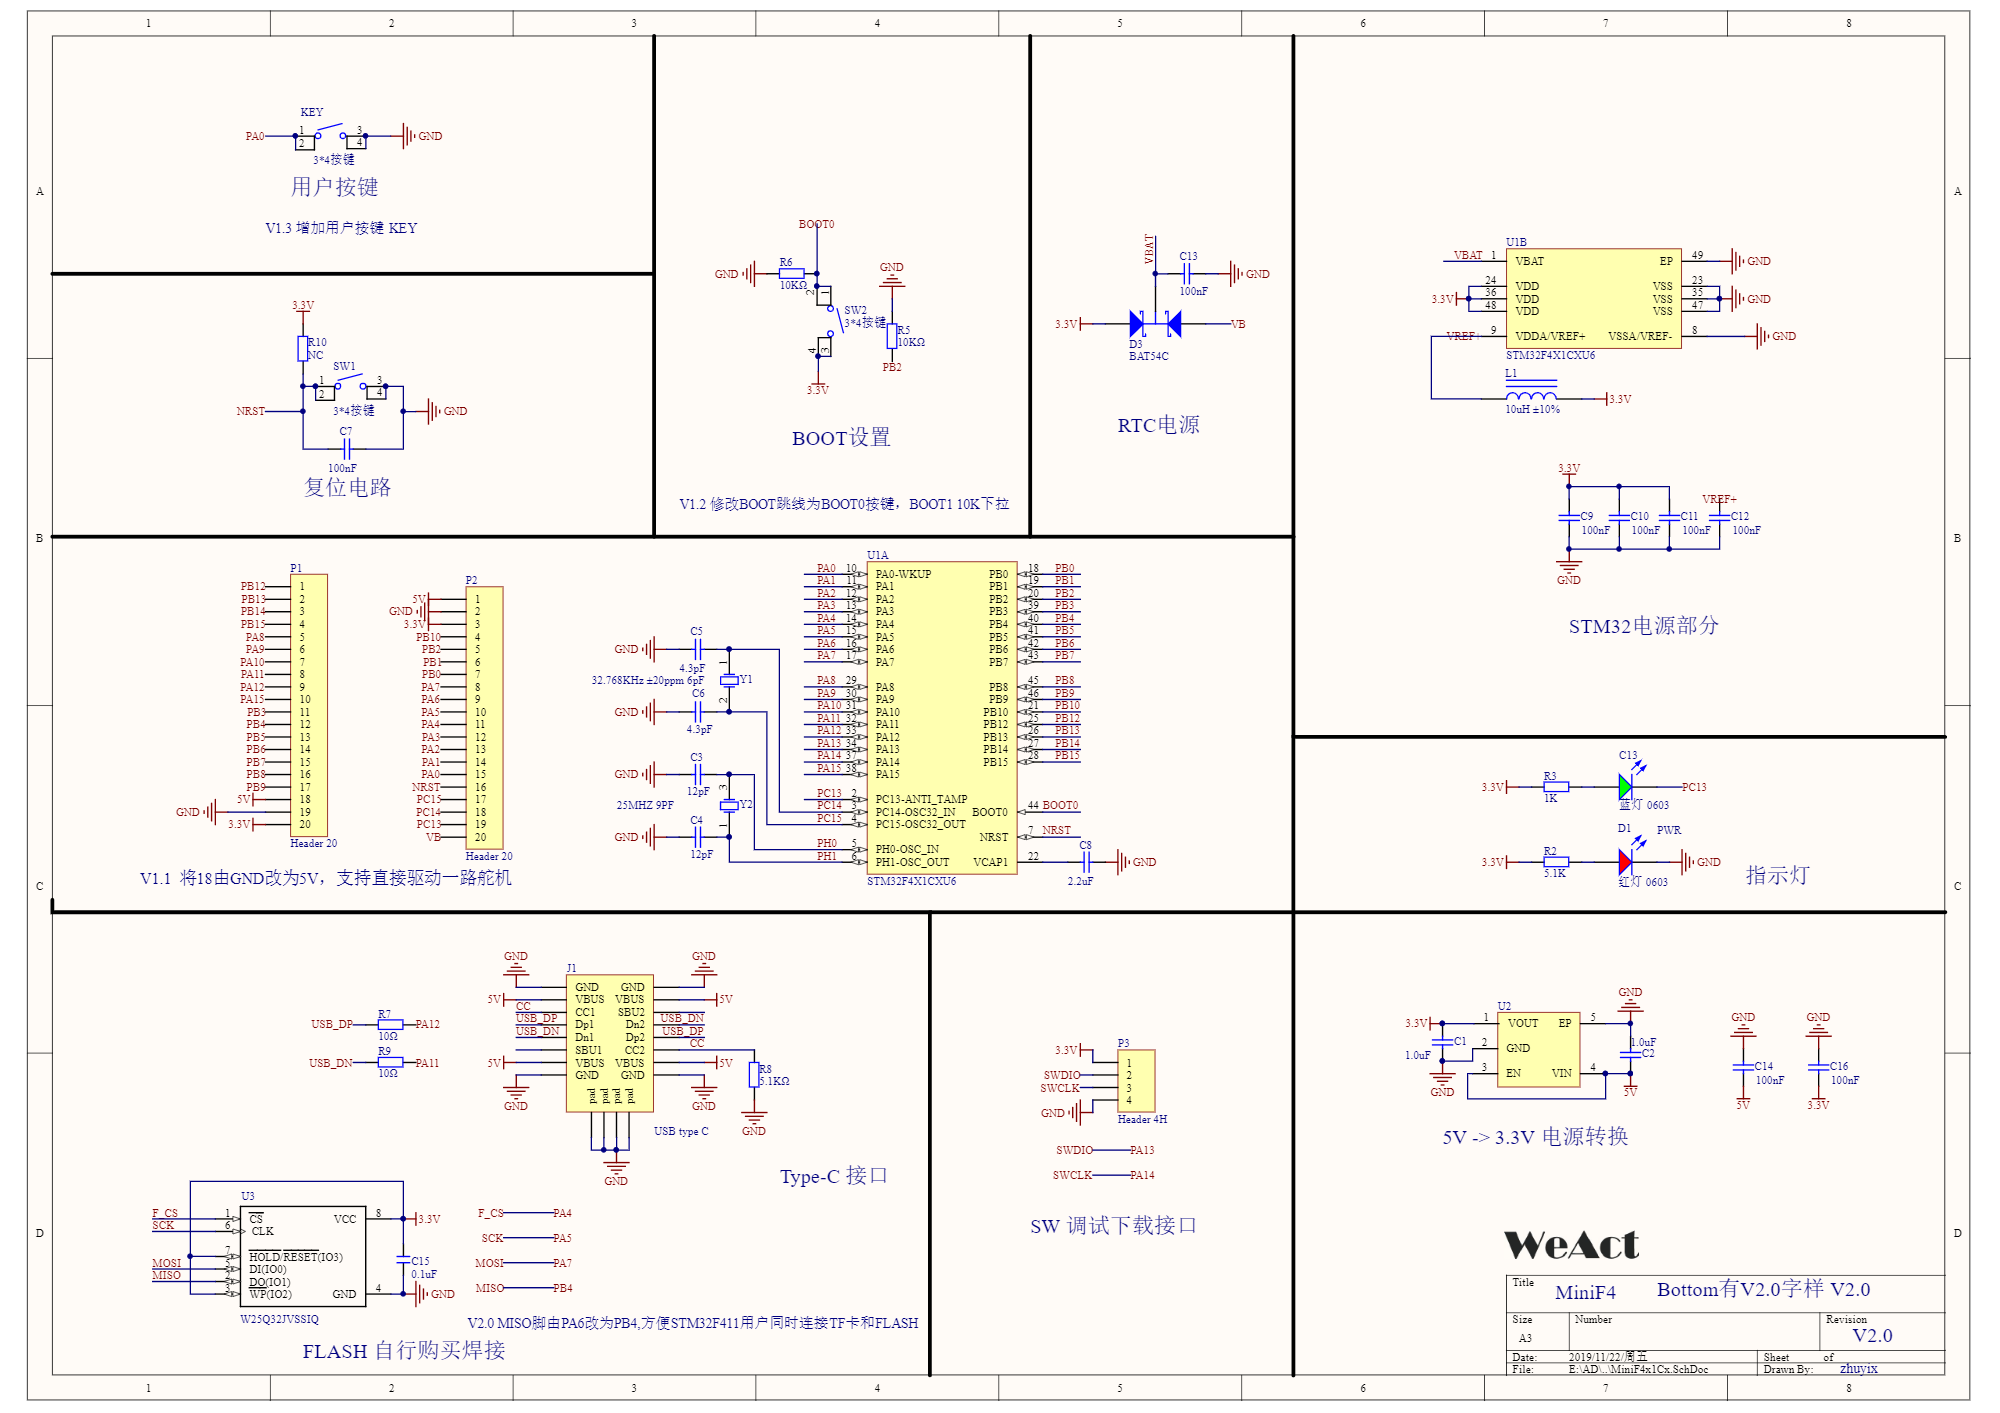 1 2 3 4 5 6 7 8
A
B
C
D
A
B
C
D
KEY
PA0 1 2 3 4 GND
3*4按键
用户按键
V1.3 增加用户按键 KEY
3.3V
R10
NC
SW1
1 2 3 4
3*4按键
NRST
GND
C7
100nF
复位电路
BOOT0
GND
R6
10KΩ
2 1
SW2
3*4按键
4 3
3.3V
GND
R5
10KΩ
PB2
BOOT设置
V1.2 修改BOOT跳线为BOOT0按键，BOOT1 10K下拉
VBAT
C13
100nF
GND
3.3V
VB
D3
BAT54C
RTC电源
U1B
VBAT 1 VBAT EP 49 GND
24 VDD VSS 23
3.3V 36 VDD VSS 35 GND
48 VDD VSS 47
VREF+ 9 VDDA/VREF+ VSSA/VREF- 8 GND
STM32F4X1CXU6
L1
10uH ±10%
3.3V
3.3V
VREF+
C9 C10 C11 C12
100nF 100nF 100nF 100nF
GND
STM32电源部分
P1
PB12 1
PB13 2
PB14 3
PB15 4
PA8 5
PA9 6
PA10 7
PA11 8
PA12 9
PA15 10
PB3 11
PB4 12
PB5 13
PB6 14
PB7 15
PB8 16
PB9 17
5V 18
GND 19
3.3V 20
Header 20
P2
5V 1
GND 2
3.3V 3
PB10 4
PB2 5
PB1 6
PB0 7
PA7 8
PA6 9
PA5 10
PA4 11
PA3 12
PA2 13
PA1 14
PA0 15
NRST 16
PC15 17
PC14 18
PC13 19
VB 20
Header 20
V1.1 将18由GND改为5V，支持直接驱动一路舵机
GND C5
4.3pF
1
32.768KHz ±20ppm 6pF Y1
2
GND C6
4.3pF
GND C3
12pF
3
25MHZ 9PF Y2
1
GND C4
12pF
U1A
PA0 10 PA0-WKUP PB0 18 PB0
PA1 11 PA1 PB1 19 PB1
PA2 12 PA2 PB2 20 PB2
PA3 13 PA3 PB3 39 PB3
PA4 14 PA4 PB4 40 PB4
PA5 15 PA5 PB5 41 PB5
PA6 16 PA6 PB6 42 PB6
PA7 17 PA7 PB7 43 PB7
PA8 29 PA8 PB8 45 PB8
PA9 30 PA9 PB9 46 PB9
PA10 31 PA10 PB10 21 PB10
PA11 32 PA11 PB12 25 PB12
PA12 33 PA12 PB13 26 PB13
PA13 34 PA13 PB14 27 PB14
PA14 37 PA14 PB15 28 PB15
PA15 38 PA15
PC13 2 PC13-ANTI_TAMP
PC14 3 PC14-OSC32_IN BOOT0 44 BOOT0
PC15 4 PC15-OSC32_OUT
NRST 7 NRST
PH0 5 PH0-OSC_IN
PH1 6 PH1-OSC_OUT VCAP1 22
STM32F4X1CXU6
C8
2.2uF
GND
C13
3.3V R3 PC13
1K 蓝灯 0603
D1 PWR
3.3V R2 GND
5.1K 红灯 0603
指示灯
USB_DP R7 PA12
10Ω
USB_DN R9 PA11
10Ω
GND GND
J1
GND GND
5V VBUS VBUS 5V
CC CC1 SBU2
USB_DP Dp1 Dn2 USB_DN
USB_DN Dn1 Dp2 USB_DP
SBU1 CC2 CC
5V VBUS VBUS 5V
GND GND
pad pad pad pad
GND GND
R8
5.1KΩ
GND
USB type C
GND
Type-C 接口
U3
F_CS 1 CS VCC 8 3.3V
SCK 6 CLK
7 HOLD/RESET(IO3)
MOSI 5 DI(IO0)
MISO 2 DO(IO1)
3 WP(IO2) GND 4 GND
C15
0.1uF
W25Q32JVSSIQ
F_CS PA4
SCK PA5
MOSI PA7
MISO PB4
V2.0 MISO脚由PA6改为PB4,方便STM32F411用户同时连接TF卡和FLASH
FLASH 自行购买焊接
P3
3.3V 1
SWDIO 2
SWCLK 3
GND 4
Header 4H
SWDIO PA13
SWCLK PA14
SW 调试下载接口
U2
3.3V 1 VOUT EP 5 GND
C1
1.0uF
2 GND
1.0uF
C2
3 EN VIN 4
GND
5V
GND
C14
100nF
5V
GND
C16
100nF
3.3V
5V -> 3.3V 电源转换
WeAct
Title MiniF4 Bottom有V2.0字样 V2.0
Size Number Revision
A3 V2.0
Date: 2019/11/22/周五 Sheet of
File: E:\AD\..\MiniF4x1Cx.SchDoc Drawn By: zhuyix
1 2 3 4 5 6 7 8